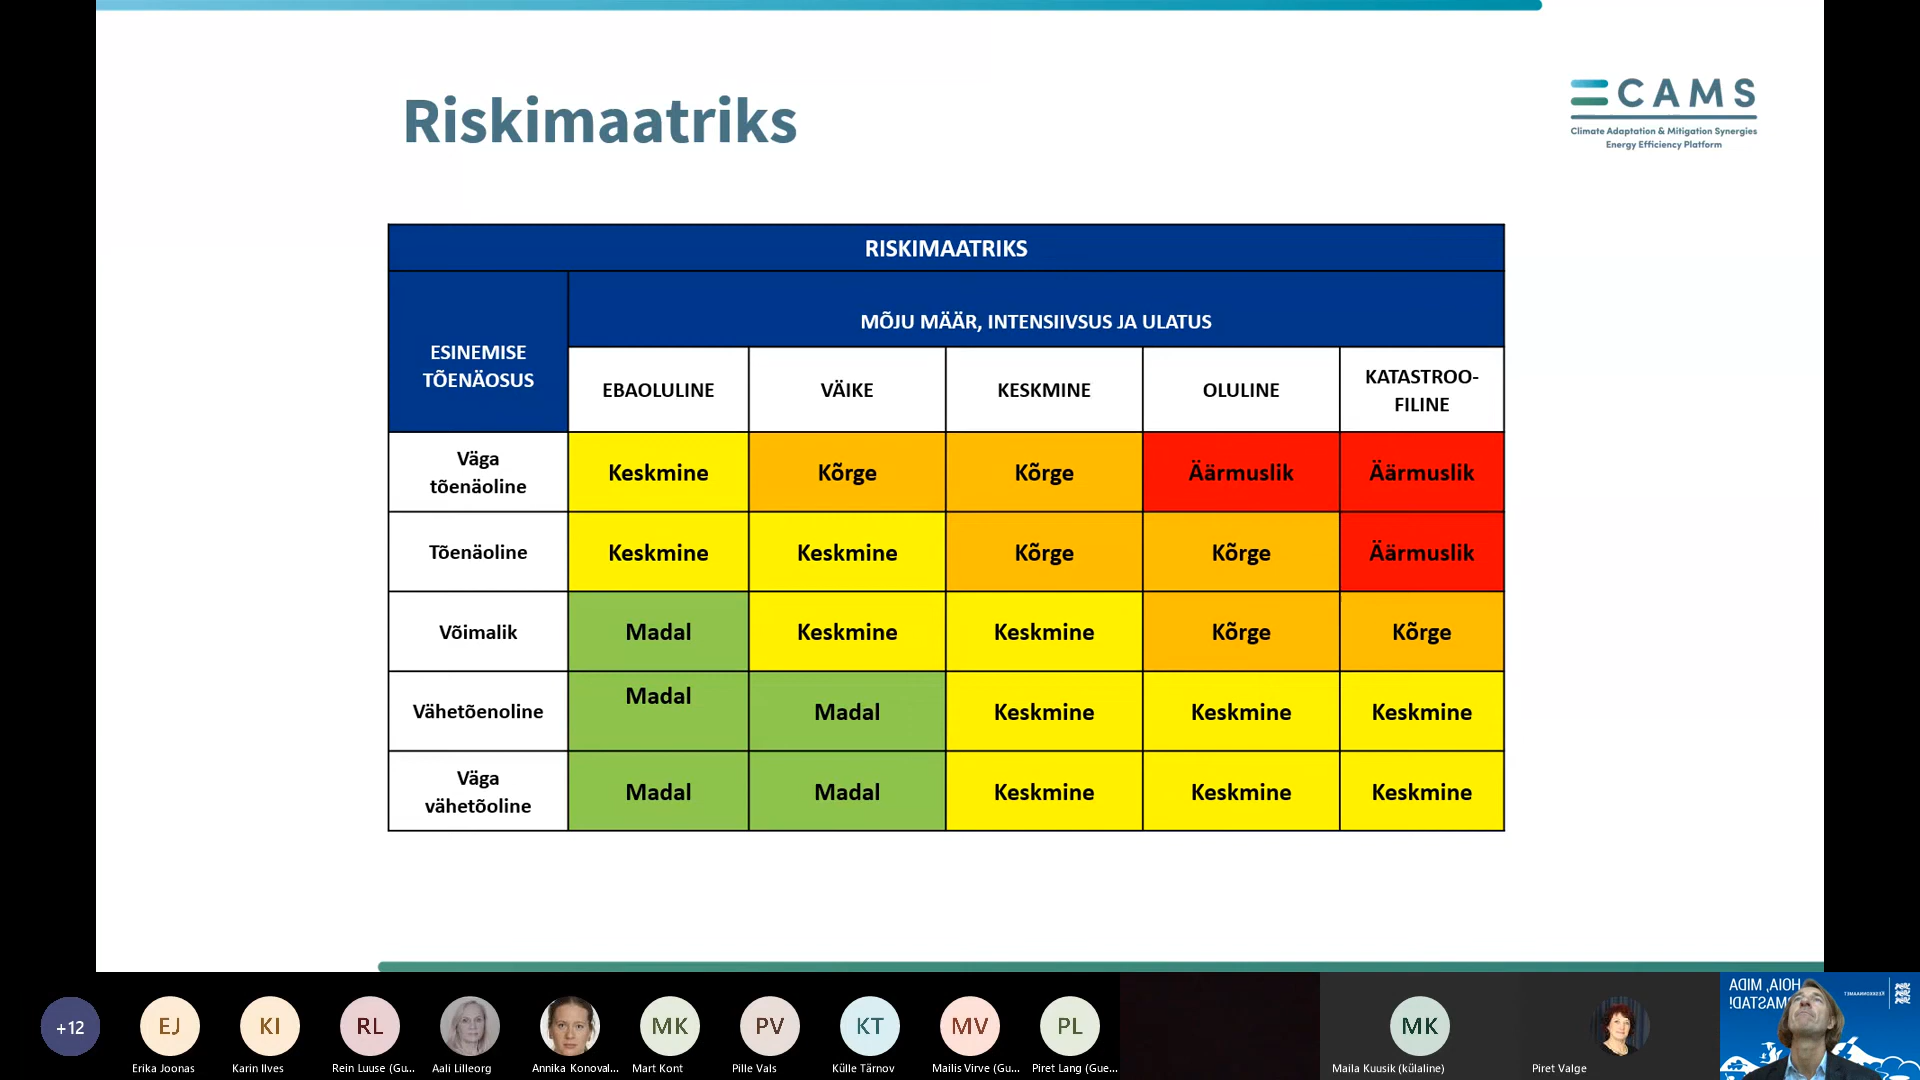 Riskimaatriks
CAMS
Climate Adaptation & Mitigation Synergies
Energy Efficiency Platform
RISKIMAATRIKS
ESINEMISE
TÕENÄOSUS
MÕJU MÄÄR, INTENSIIVSUS JA ULATUS
EBAOLULINE
VÄIKE
KESKMINE
OLULINE
KATASTROO-
FILINE
Väga
tõenäoline
Keskmine
Kõrge
Kõrge
Äärmuslik
Äärmuslik
Tõenäoline
Keskmine
Keskmine
Kõrge
Kõrge
Äärmuslik
Võimalik
Madal
Keskmine
Keskmine
Kõrge
Kõrge
Vähetõenoline
Madal
Madal
Keskmine
Keskmine
Keskmine
Väga
vähetõoline
Madal
Madal
Keskmine
Keskmine
Keskmine
+12
EJ
KI
RL
MK
PV
KT
MV
PL
MK
Erika Joonas
Karin Ilves
Rein Luuse (Gu...
Aali Lilleorg
Annika Konoval...
Mart Kont
Pille Vals
Külle Tärnov
Mailis Virve (Gu...
Piret Lang (Gue...
Maila Kuusik (külaline)
Piret Valge
HOIA, MIDA
ARMASTAD!
KESKKONNAAMET